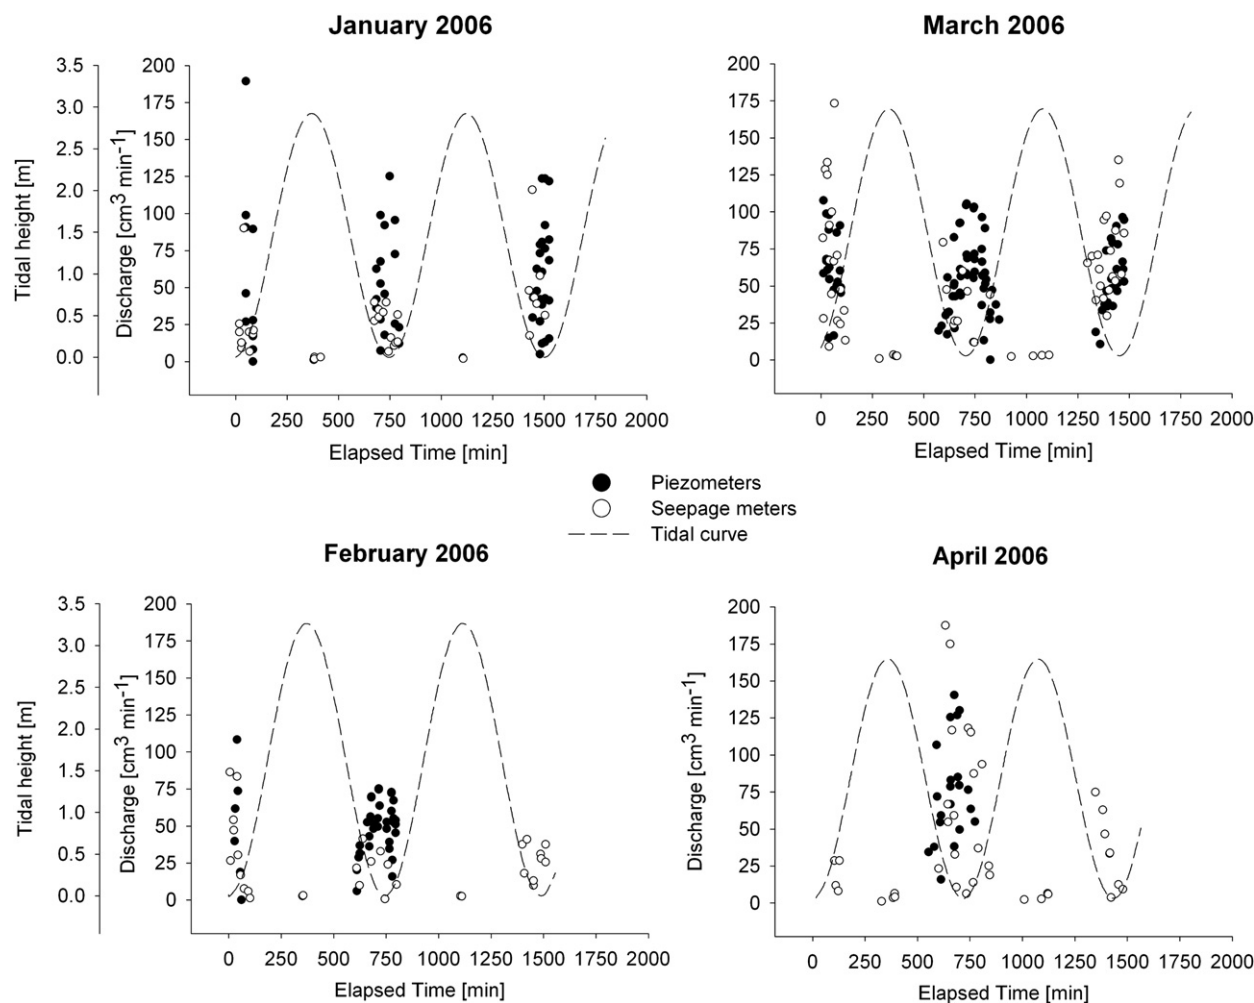 January 2006
March 2006
Tidal height [m]
3.5
3.0
2.5
2.0
1.5
1.0
0.5
0.0
Discharge [cm³ min⁻¹]
200
175
150
125
100
75
50
25
0
0 250 500 750 1000 1250 1500 1750 2000
Elapsed Time [min]
200
175
150
125
100
75
50
25
0
0 250 500 750 1000 1250 1500 1750 2000
Elapsed Time [min]
Piezometers
Seepage meters
Tidal curve
February 2006
April 2006
Tidal height [m]
3.5
3.0
2.5
2.0
1.5
1.0
0.5
0.0
Discharge [cm³ min⁻¹]
200
175
150
125
100
75
50
25
0
0 250 500 750 1000 1250 1500 1750 2000
Elapsed Time [min]
Discharge [cm³ min⁻¹]
200
175
150
125
100
75
50
25
0
0 250 500 750 1000 1250 1500 1750 2000
Elapsed Time [min]